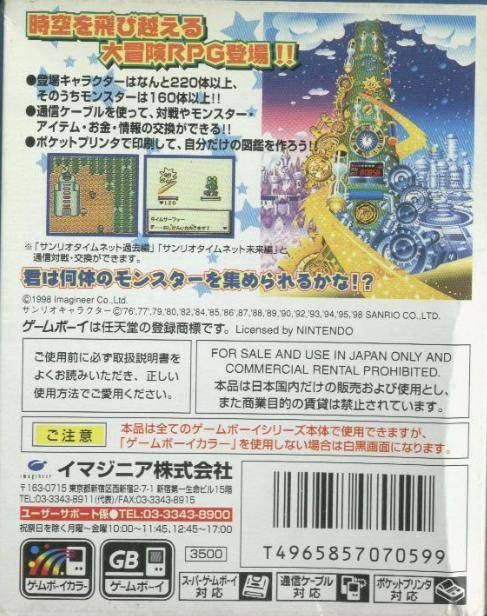 時空を飛び越える
大冒険RPG登場!!
●登場キャラクターはなんと220体以上、
そのうちモンスターは160体以上!!
●通信ケーブルを使って、対戦やモンスター・
アイテム・お金・情報の交換ができる!!
●ポケットプリンタで印刷して、自分だけの図鑑を作ろう!!
▼120
タイムサーファー
※「サンリオタイムネット過去編」「サンリオタイムネット未来編」と
通信対戦・交換ができます。
君は何体のモンスターを集められるかな!?
©1998 Imagineer Co.,Ltd.
サンリオキャラクター©'76,'77,'79,'80,'82,'84,'85,'86,'87,'88,'89,'90,'92,'93,'94,'95,'98 SANRIO CO.,LTD.
ゲームボーイは任天堂の登録商標です。Licensed by NINTENDO
ご使用前に必ず取扱説明書を
よくお読みいただき、正しい
使用方法でご愛用ください。
FOR SALE AND USE IN JAPAN ONLY AND
COMMERCIAL RENTAL PROHIBITED.
本品は日本国内だけの販売および使用とし、
また商業目的の賃貸は禁止されています。
ご注意
本品は全てのゲームボーイシリーズ本体で使用できますが、
「ゲームボーイカラー」を使用しない場合は白黒画面になります。
imagineer
イマジニア株式会社
〒163-0715 東京都新宿区西新宿2-7-1 新宿第一生命ビル15階
TEL:03-3343-8911(代表)/FAX:03-3343-8915
ユーザーサポート係●TEL:03-3343-8900
祝祭日を除く月曜〜金曜10:00〜11:45、12:45〜17:00
T4965857070599
ゲームボーイカラー
GB
ゲームボーイ
3500
スーパーゲームボーイ
対応
通信ケーブル
対応
ポケットプリンタ
対応